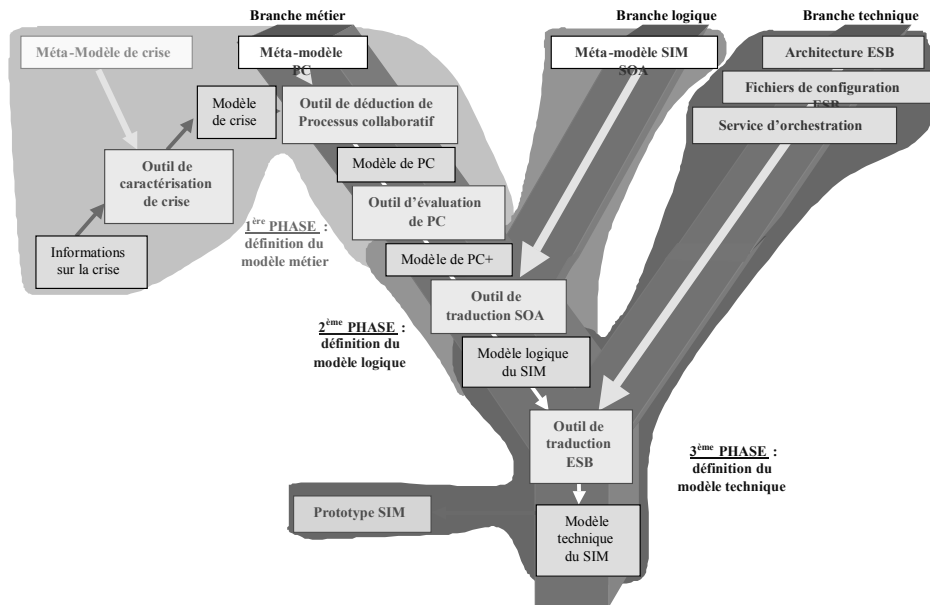 Branche métier
Branche logique
Branche technique
Méta-Modèle de crise
Méta-modèle
PC
Méta-modèle SIM
SOA
Architecture ESB
Fichiers de configuration
ESB
Service d'orchestration
Modèle
de crise
Outil de déduction de
Processus collaboratif
Modèle de PC
Outil de
caractérisation
de crise
Outil d'évaluation
de PC
Informations
sur la crise
1ère PHASE :
définition du
modèle métier
Modèle de PC+
Outil de
traduction SOA
2ème PHASE :
définition du
modèle logique
Modèle logique
du SIM
Outil de
traduction
ESB
3ème PHASE :
définition du
modèle technique
Prototype SIM
Modèle
technique
du SIM